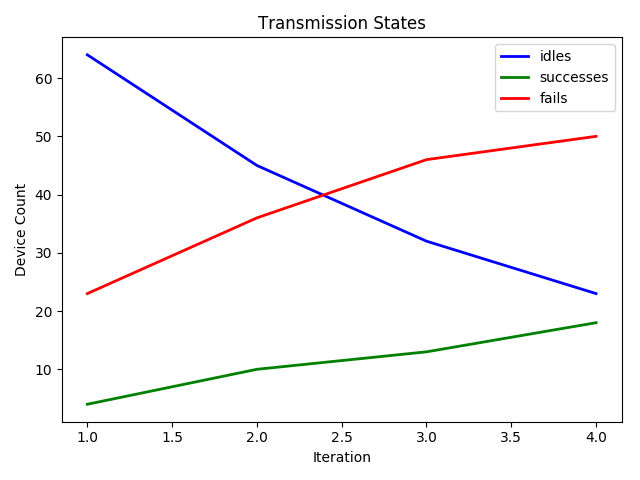 Transmission States
idles
successes
fails
Device Count
60
50
40
30
20
10
1.0 1.5 2.0 2.5 3.0 3.5 4.0
Iteration